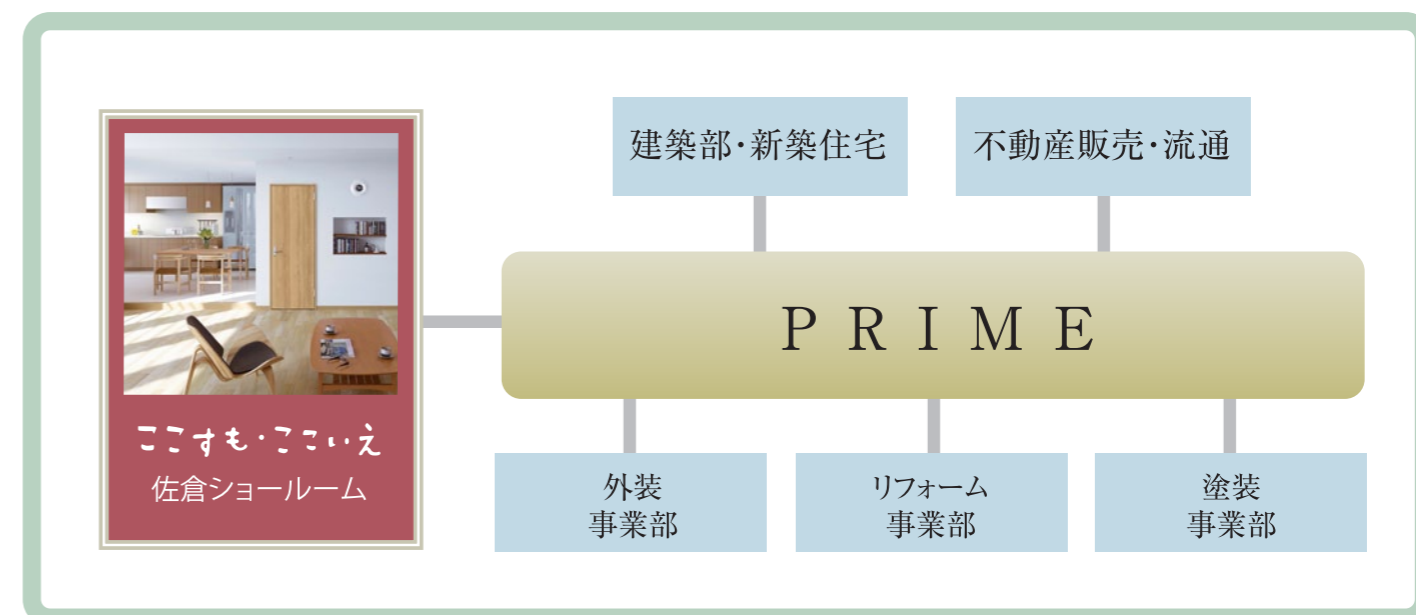 建築部・新築住宅
不動産販売・流通
PRIME
ここすも・ここいえ
佐倉ショールーム
外装
事業部
リフォーム
事業部
塗装
事業部